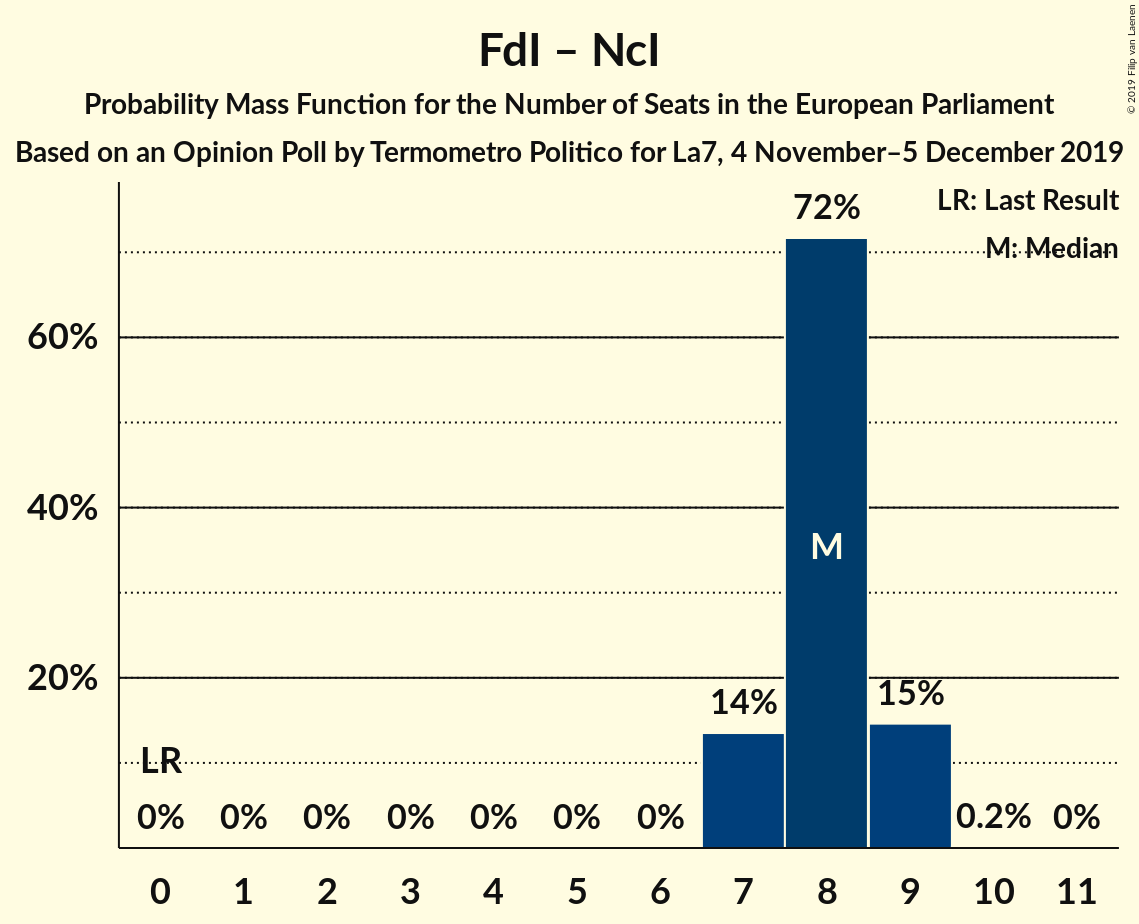 FdI – NcI
Probability Mass Function for the Number of Seats in the European Parliament
Based on an Opinion Poll by Termometro Politico for La7, 4 November–5 December 2019
© 2019 Filip van Laenen
LR: Last Result
M: Median
72%
60%
40%
M
20%
14%
15%
LR
0% 0% 0% 0% 0% 0% 0% 0.2% 0%
0 1 2 3 4 5 6 7 8 9 10 11